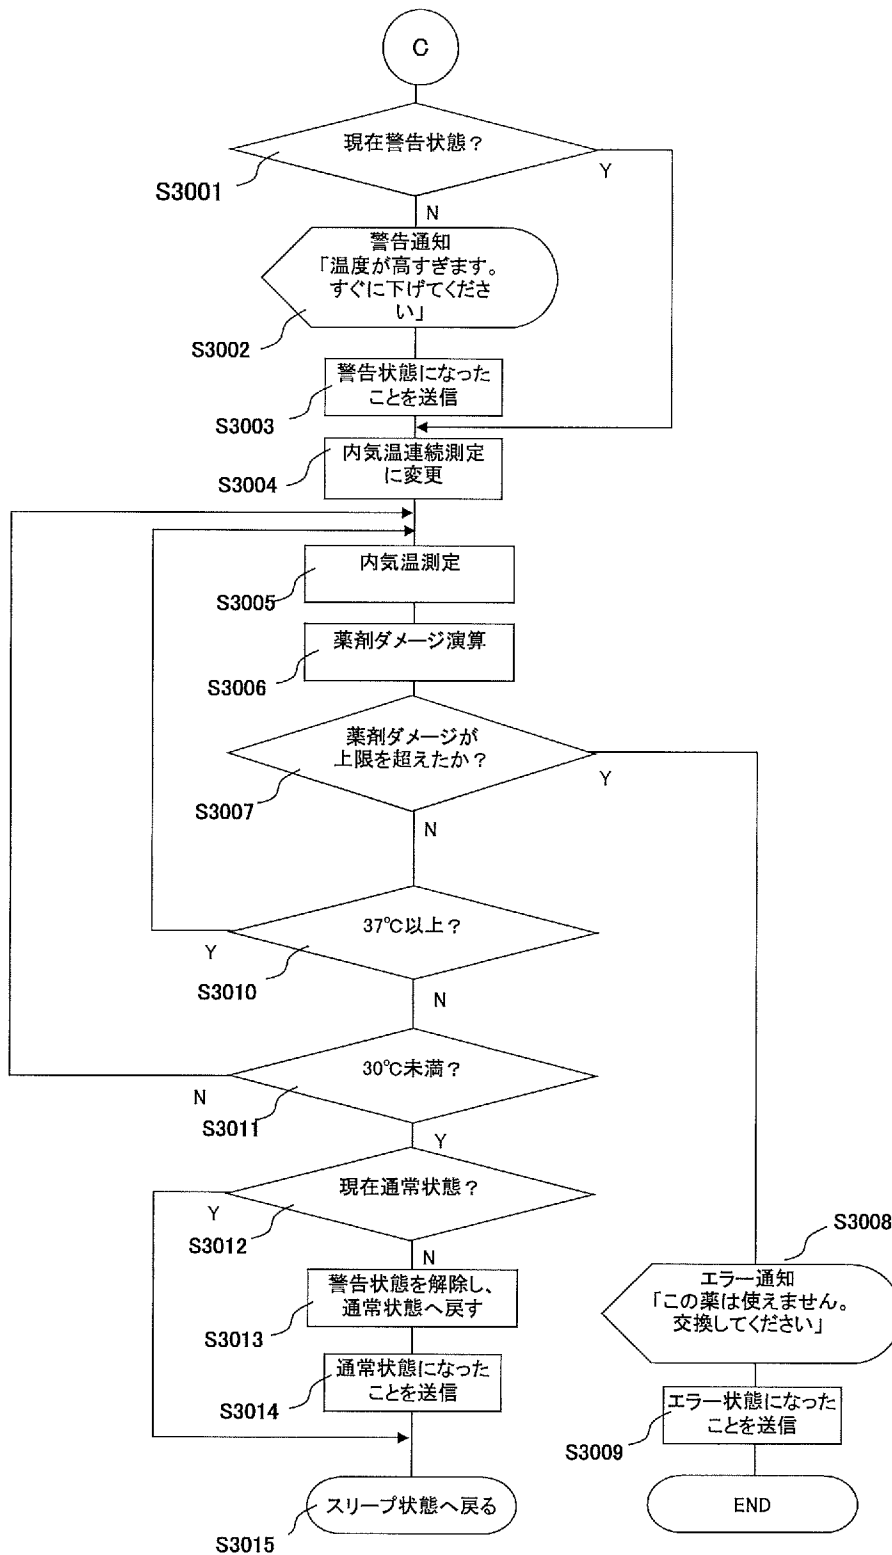 C
現在警告状態？
Y
S3001
N
警告通知
「温度が高すぎます。
すぐに下げてくださ
い」
S3002
警告状態になった
ことを送信
S3003
内気温連続測定
に変更
S3004
内気温測定
S3005
薬剤ダメージ演算
S3006
薬剤ダメージが
上限を超えたか？
Y
S3007
N
37℃以上？
Y
S3010
N
30℃未満？
N
S3011
Y
現在通常状態？
Y
S3012
N
S3008
エラー通知
「この薬は使えません。
交換してください」
警告状態を解除し、
通常状態へ戻す
S3013
通常状態になった
ことを送信
S3014
エラー状態になった
ことを送信
S3009
スリープ状態へ戻る
S3015
END